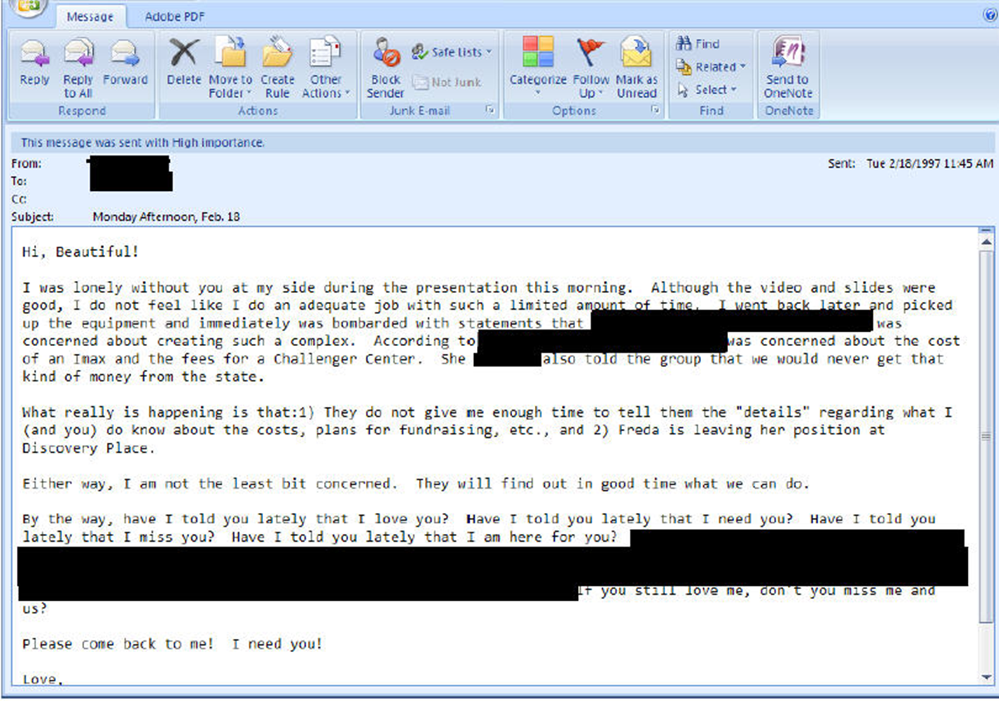 Message Adobe PDF
Reply Reply to All Forward Delete Move to Folder Create Rule Other Actions Block Sender Safe Lists Not Junk Categorize Follow Up Mark as Unread Find Related Select Send to OneNote
Respond Actions Junk E-mail Options Find OneNote
This message was sent with High importance.
From: Sent: Tue 2/18/1997 11:45 AM
To:
Cc:
Subject: Monday Afternoon, Feb. 18
Hi, Beautiful!
I was lonely without you at my side during the presentation this morning. Although the video and slides were
good, I do not feel like I do an adequate job with such a limited amount of time. I went back later and picked
up the equipment and immediately was bombarded with statements that was
concerned about creating such a complex. According to was concerned about the cost
of an Imax and the fees for a Challenger Center. She also told the group that we would never get that
kind of money from the state.
What really is happening is that:1) They do not give me enough time to tell them the "details" regarding what I
(and you) do know about the costs, plans for fundraising, etc., and 2) Freda is leaving her position at
Discovery Place.
Either way, I am not the least bit concerned. They will find out in good time what we can do.
By the way, have I told you lately that I love you? Have I told you lately that I need you? Have I told you
lately that I miss you? Have I told you lately that I am here for you?
If you still love me, don't you miss me and
us?
Please come back to me! I need you!
Love,